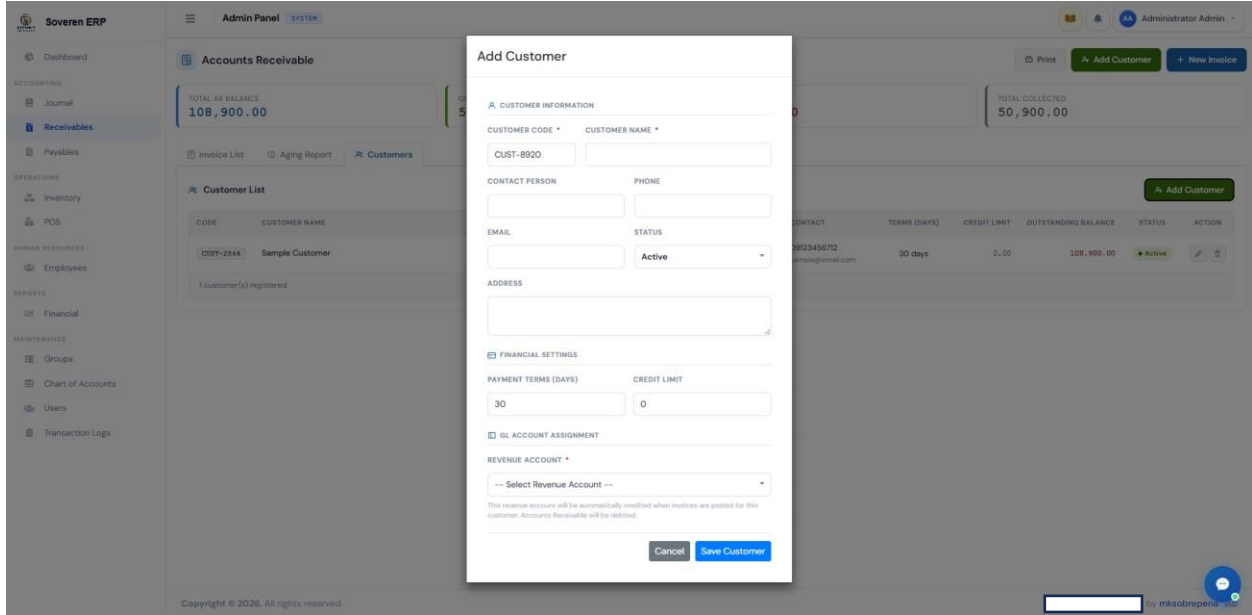 Soveren ERP
Admin Panel SYSTEM
AA Administrator Admin
Dashboard
ACCOUNTING
Journal
Receivables
Payables
OPERATIONS
Inventory
POS
HUMAN RESOURCES
Employees
REPORTS
Financial
MAINTENANCE
Groups
Chart of Accounts
Users
Transaction Logs
Accounts Receivable
Print
Add Customer
+ New Invoice
TOTAL AR BALANCE
108,900.00
TOTAL COLLECTED
50,900.00
Invoice List Aging Report Customers
Customer List
Add Customer
CODE CUSTOMER NAME CONTACT TERMS (DAYS) CREDIT LIMIT OUTSTANDING BALANCE STATUS ACTION
CUST-2564 Sample Customer 30 days 0.00 108,900.00 Active
1 customer(s) registered
Add Customer
CUSTOMER INFORMATION
CUSTOMER CODE * CUSTOMER NAME *
CUST-8920
CONTACT PERSON PHONE
EMAIL STATUS
Active
ADDRESS
FINANCIAL SETTINGS
PAYMENT TERMS (DAYS) CREDIT LIMIT
30 0
GL ACCOUNT ASSIGNMENT
REVENUE ACCOUNT *
-- Select Revenue Account --
This revenue account will be automatically credited when invoices are posted for this
customer. Accounts Receivable will be debited.
Cancel Save Customer
Copyright © 2026. All rights reserved.
by mksobrepena